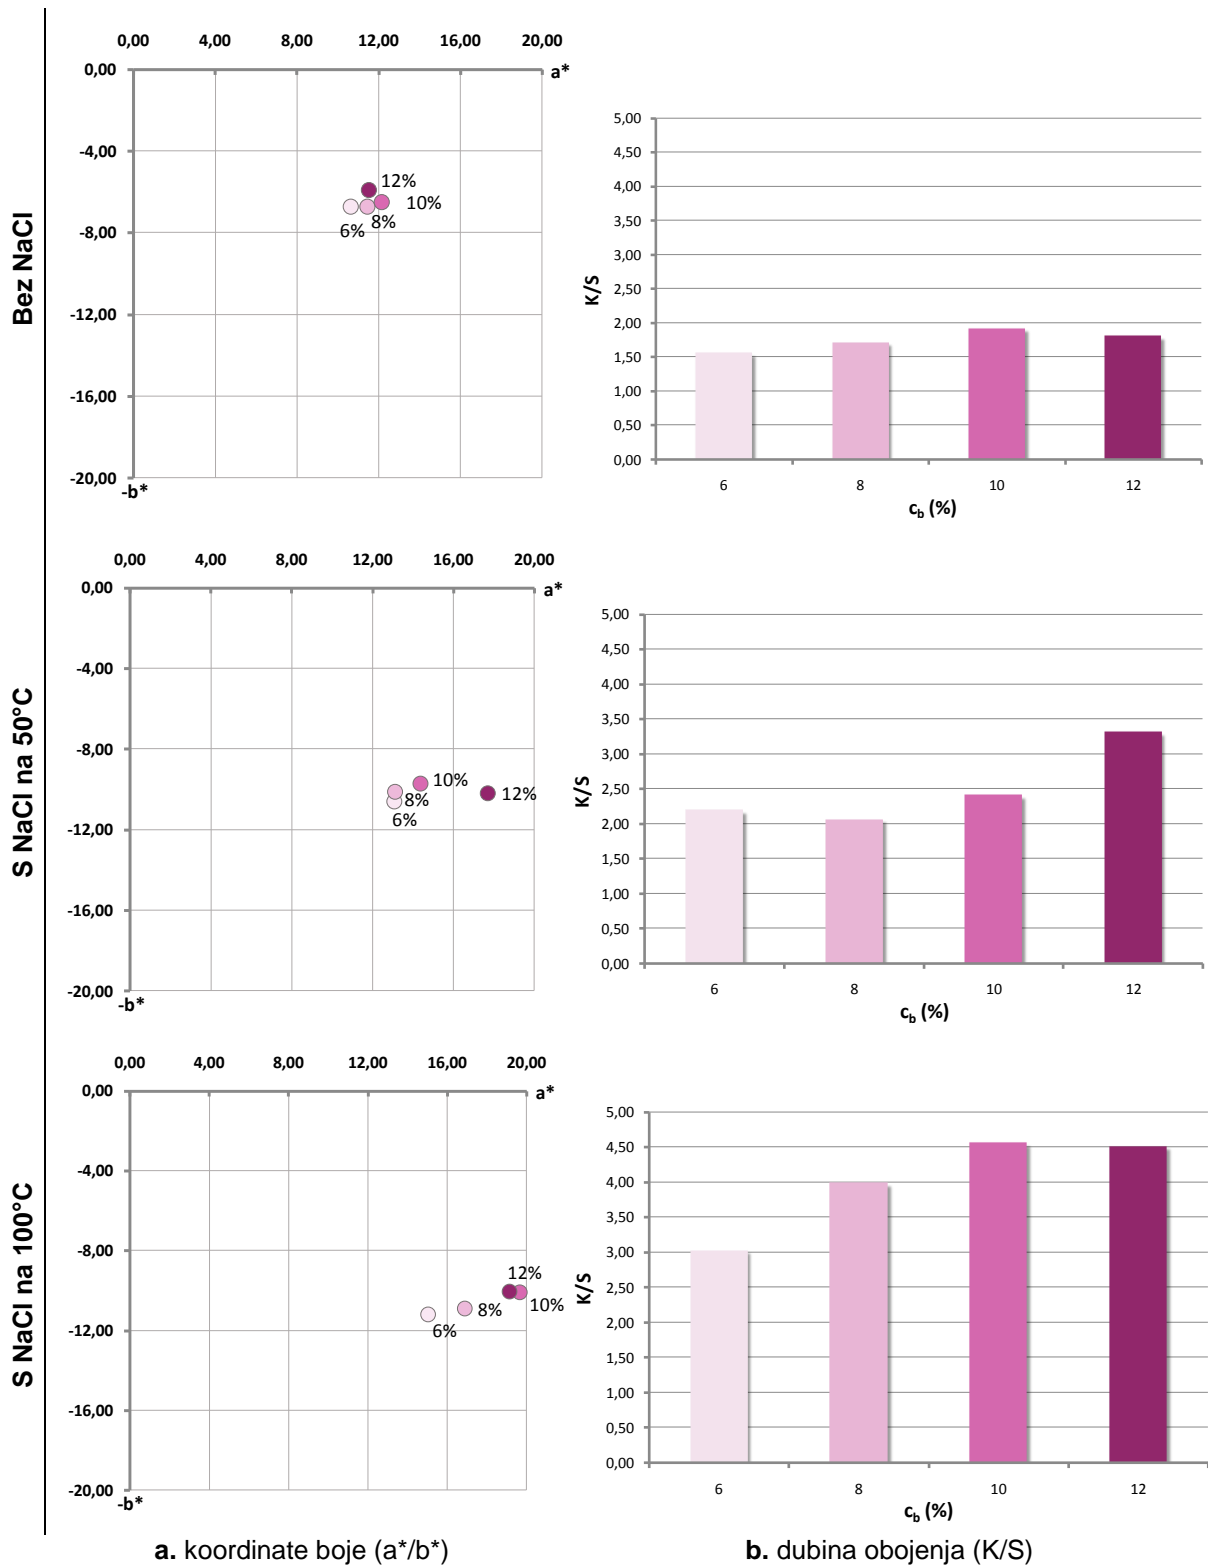 Bez NaCl
0,00 4,00 8,00 12,00 16,00 20,00
a*
0,00
-4,00
-8,00
-12,00
-16,00
-20,00
-b*
12%
10%
8%
6%
5,00
4,50
4,00
3,50
3,00
2,50
2,00
1,50
1,00
0,50
0,00
K/S
6 8 10 12
c_b (%)
S NaCl na 50°C
0,00 4,00 8,00 12,00 16,00 20,00
a*
0,00
-4,00
-8,00
-12,00
-16,00
-20,00
-b*
10%
12%
8%
6%
5,00
4,50
4,00
3,50
3,00
2,50
2,00
1,50
1,00
0,50
0,00
K/S
6 8 10 12
c_b (%)
S NaCl na 100°C
0,00 4,00 8,00 12,00 16,00 20,00
a*
0,00
-4,00
-8,00
-12,00
-16,00
-20,00
-b*
12%
10%
8%
6%
5,00
4,50
4,00
3,50
3,00
2,50
2,00
1,50
1,00
0,50
0,00
K/S
6 8 10 12
c_b (%)
a. koordinate boje (a*/b*)
b. dubina obojenja (K/S)